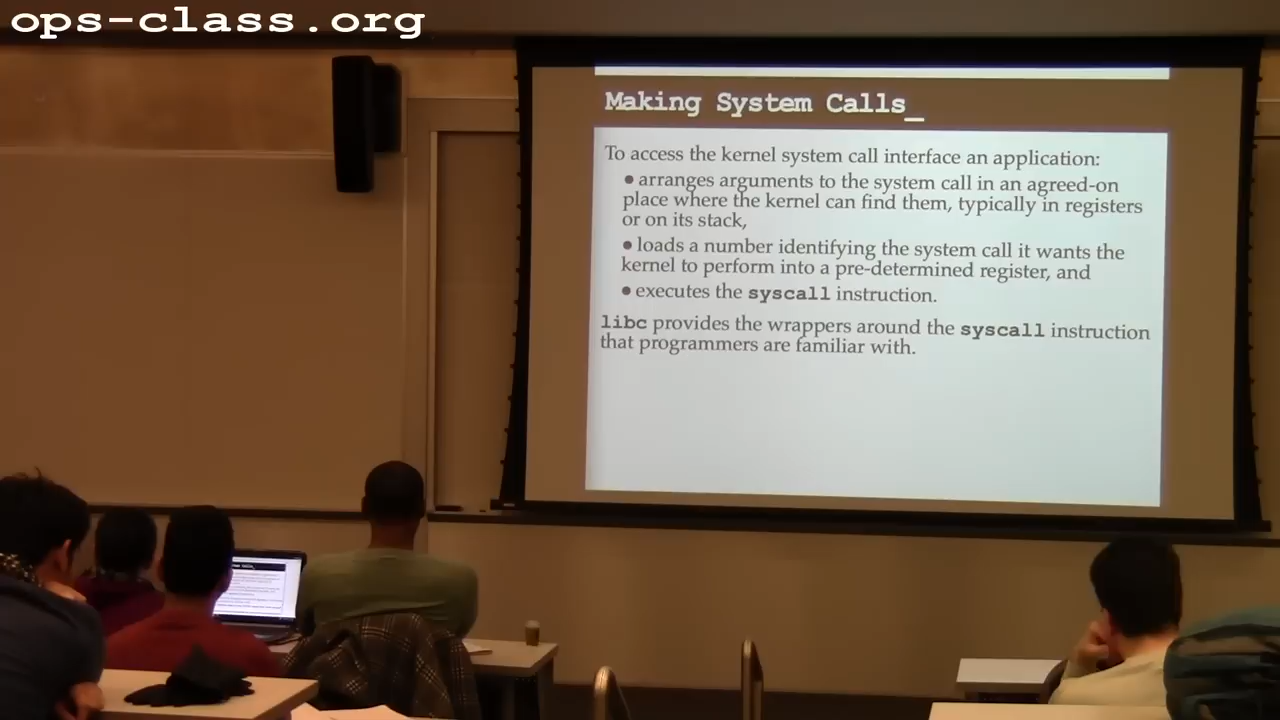 ops-class.org
Making System Calls_
To access the kernel system call interface an application:
• arranges arguments to the system call in an agreed-on
place where the kernel can find them, typically in registers
or on its stack,
• loads a number identifying the system call it wants the
kernel to perform into a pre-determined register, and
• executes the syscall instruction.
libc provides the wrappers around the syscall instruction
that programmers are familiar with.